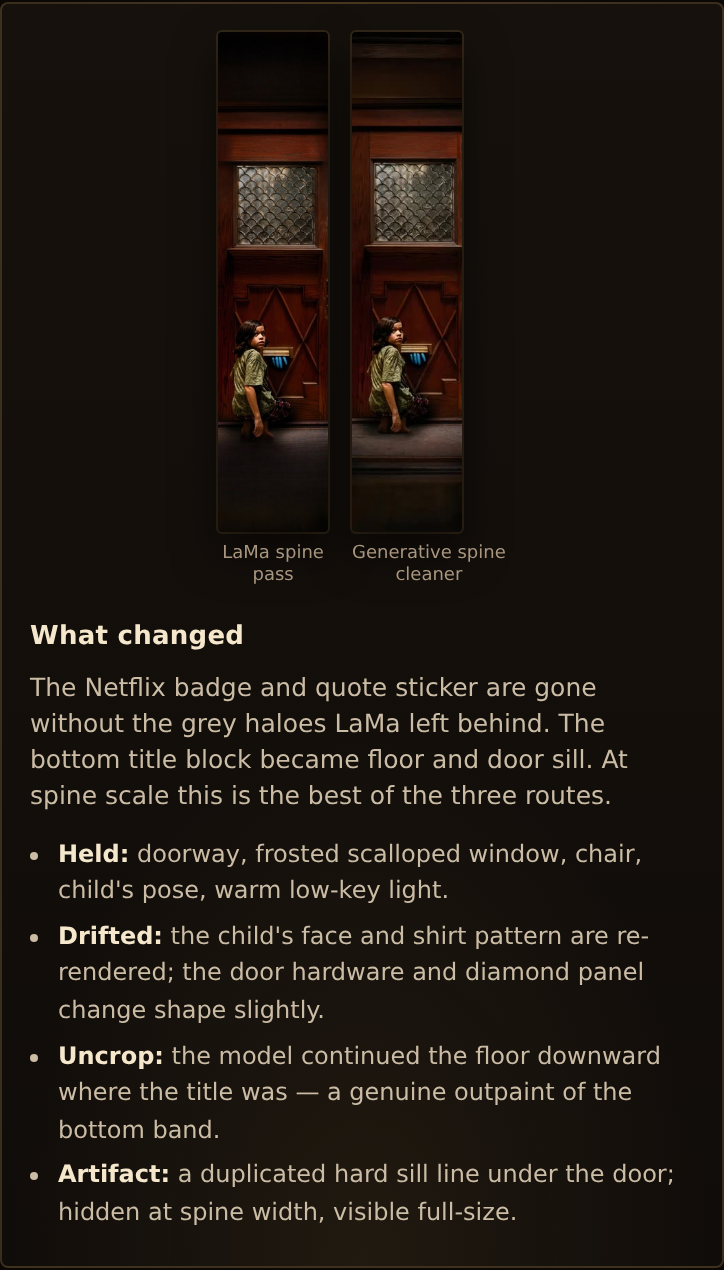 LaMa spine pass
Generative spine cleaner
What changed
The Netflix badge and quote sticker are gone
without the grey haloes LaMa left behind. The
bottom title block became floor and door sill. At
spine scale this is the best of the three routes.
• Held: doorway, frosted scalloped window, chair,
child's pose, warm low-key light.
• Drifted: the child's face and shirt pattern are re-
rendered; the door hardware and diamond panel
change shape slightly.
• Uncrop: the model continued the floor downward
where the title was — a genuine outpaint of the
bottom band.
• Artifact: a duplicated hard sill line under the door;
hidden at spine width, visible full-size.